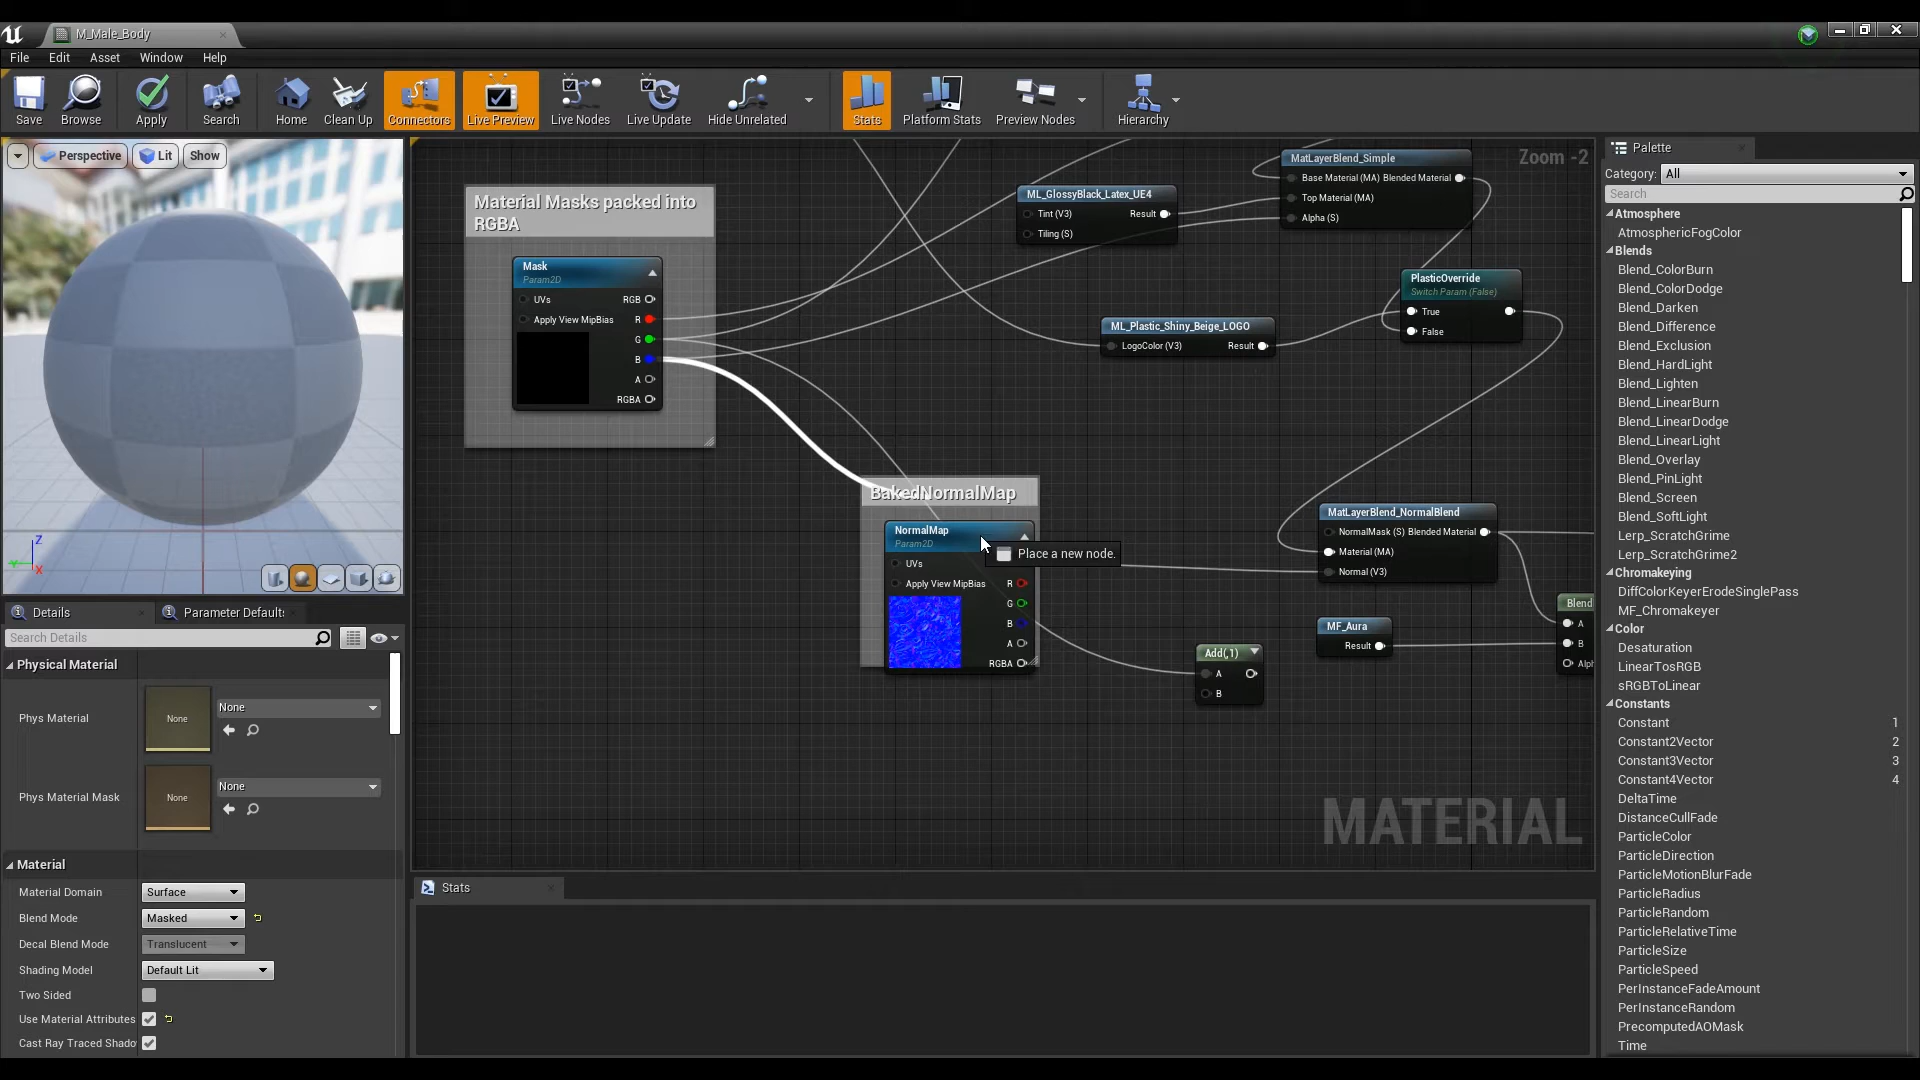 M_Male_Body
File Edit Asset Window Help
Save Browse Apply Search Home Clean Up Connectors Live Preview Live Nodes Live Update Hide Unrelated Stats Platform Stats Preview Nodes Hierarchy
Perspective Lit Show
Z
Y
X
Details Parameter Default
Search Details
Physical Material
Phys Material None None
Phys Material Mask None None
Material
Material Domain Surface
Blend Mode Masked
Decal Blend Mode Translucent
Shading Model Default Lit
Two Sided
Use Material Attributes
Cast Ray Traced Shado
Zoom -2
Material Masks packed into
RGBA
Mask
Param2D
UVs RGB
Apply View MipBias R
G
B
A
RGBA
ML_GlossyBlack_Latex_UE4
Tint (V3) Result
Tiling (S)
MatLayerBlend_Simple
Base Material (MA) Blended Material
Top Material (MA)
Alpha (S)
PlasticOverride
Switch Param (False)
True
False
ML_Plastic_Shiny_Beige_LOGO
LogoColor (V3) Result
BakedNormalMap
NormalMap
Param2D
Place a new node.
UVs
Apply View MipBias R
G
B
A
RGBA
MatLayerBlend_NormalBlend
NormalMask (S) Blended Material
Material (MA)
Normal (V3)
MF_Aura
Result
Add(,1)
A
B
Blend
A
B
Alph
MATERIAL
Stats
Palette
Category: All
Search
Atmosphere
AtmosphericFogColor
Blends
Blend_ColorBurn
Blend_ColorDodge
Blend_Darken
Blend_Difference
Blend_Exclusion
Blend_HardLight
Blend_Lighten
Blend_LinearBurn
Blend_LinearDodge
Blend_LinearLight
Blend_Overlay
Blend_PinLight
Blend_Screen
Blend_SoftLight
Lerp_ScratchGrime
Lerp_ScratchGrime2
Chromakeying
DiffColorKeyerErodeSinglePass
MF_Chromakeyer
Color
Desaturation
LinearTosRGB
sRGBToLinear
Constants
Constant 1
Constant2Vector 2
Constant3Vector 3
Constant4Vector 4
DeltaTime
DistanceCullFade
ParticleColor
ParticleDirection
ParticleMotionBlurFade
ParticleRadius
ParticleRandom
ParticleRelativeTime
ParticleSize
ParticleSpeed
PerInstanceFadeAmount
PerInstanceRandom
PrecomputedAOMask
Time